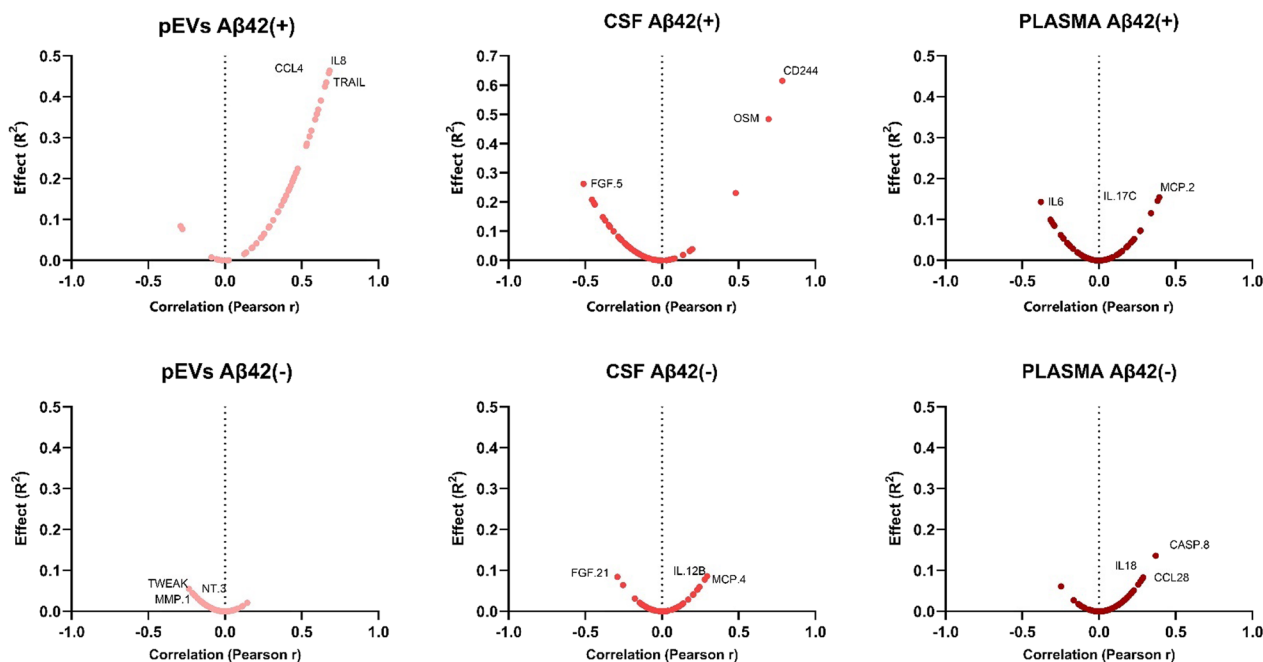 pEVs Aβ42(+)
Effect (R²)
0.5
0.4
0.3
0.2
0.1
0.0
CCL4
IL8
TRAIL
-1.0
-0.5
0.0
0.5
1.0
Correlation (Pearson r)
CSF Aβ42(+)
Effect (R²)
0.7
0.6
0.5
0.4
0.3
0.2
0.1
0.0
CD244
OSM
FGF.5
-1.0
-0.5
0.0
0.5
1.0
Correlation (Pearson r)
PLASMA Aβ42(+)
Effect (R²)
0.5
0.4
0.3
0.2
0.1
0.0
IL6
IL.17C
MCP.2
-1.0
-0.5
0.0
0.5
1.0
Correlation (Pearson r)
pEVs Aβ42(-)
Effect (R²)
0.5
0.4
0.3
0.2
0.1
0.0
TWEAK
NT.3
MMP.1
-1.0
-0.5
0.0
0.5
1.0
Correlation (Pearson r)
CSF Aβ42(-)
Effect (R²)
0.5
0.4
0.3
0.2
0.1
0.0
FGF.21
IL.12B
MCP.4
-1.0
-0.5
0.0
0.5
1.0
Correlation (Pearson r)
PLASMA Aβ42(-)
Effect (R²)
0.5
0.4
0.3
0.2
0.1
0.0
CASP.8
IL18
CCL28
-1.0
-0.5
0.0
0.5
1.0
Correlation (Pearson r)